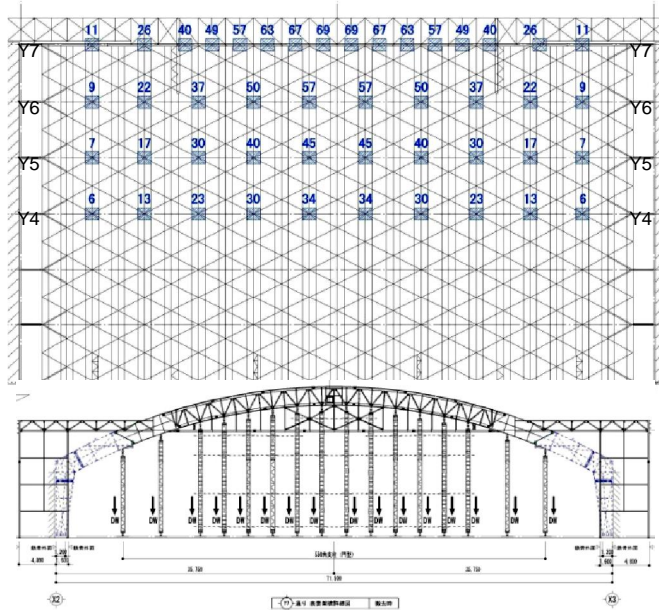 11 26 40 49 57 63 67 69 69 67 63 57 49 40 26 11
Y7 Y7
9 22 37 50 57 57 50 37 22 9
Y6 Y6
7 17 30 40 45 45 40 30 17 7
Y5 Y5
6 13 23 30 34 34 30 23 13 6
Y4 Y4
DW DW DW DW DW DW DW DW DW DW DW DW DW DW
4,000 4,000
35,750 35,750
71,500
X2 Y7 X3